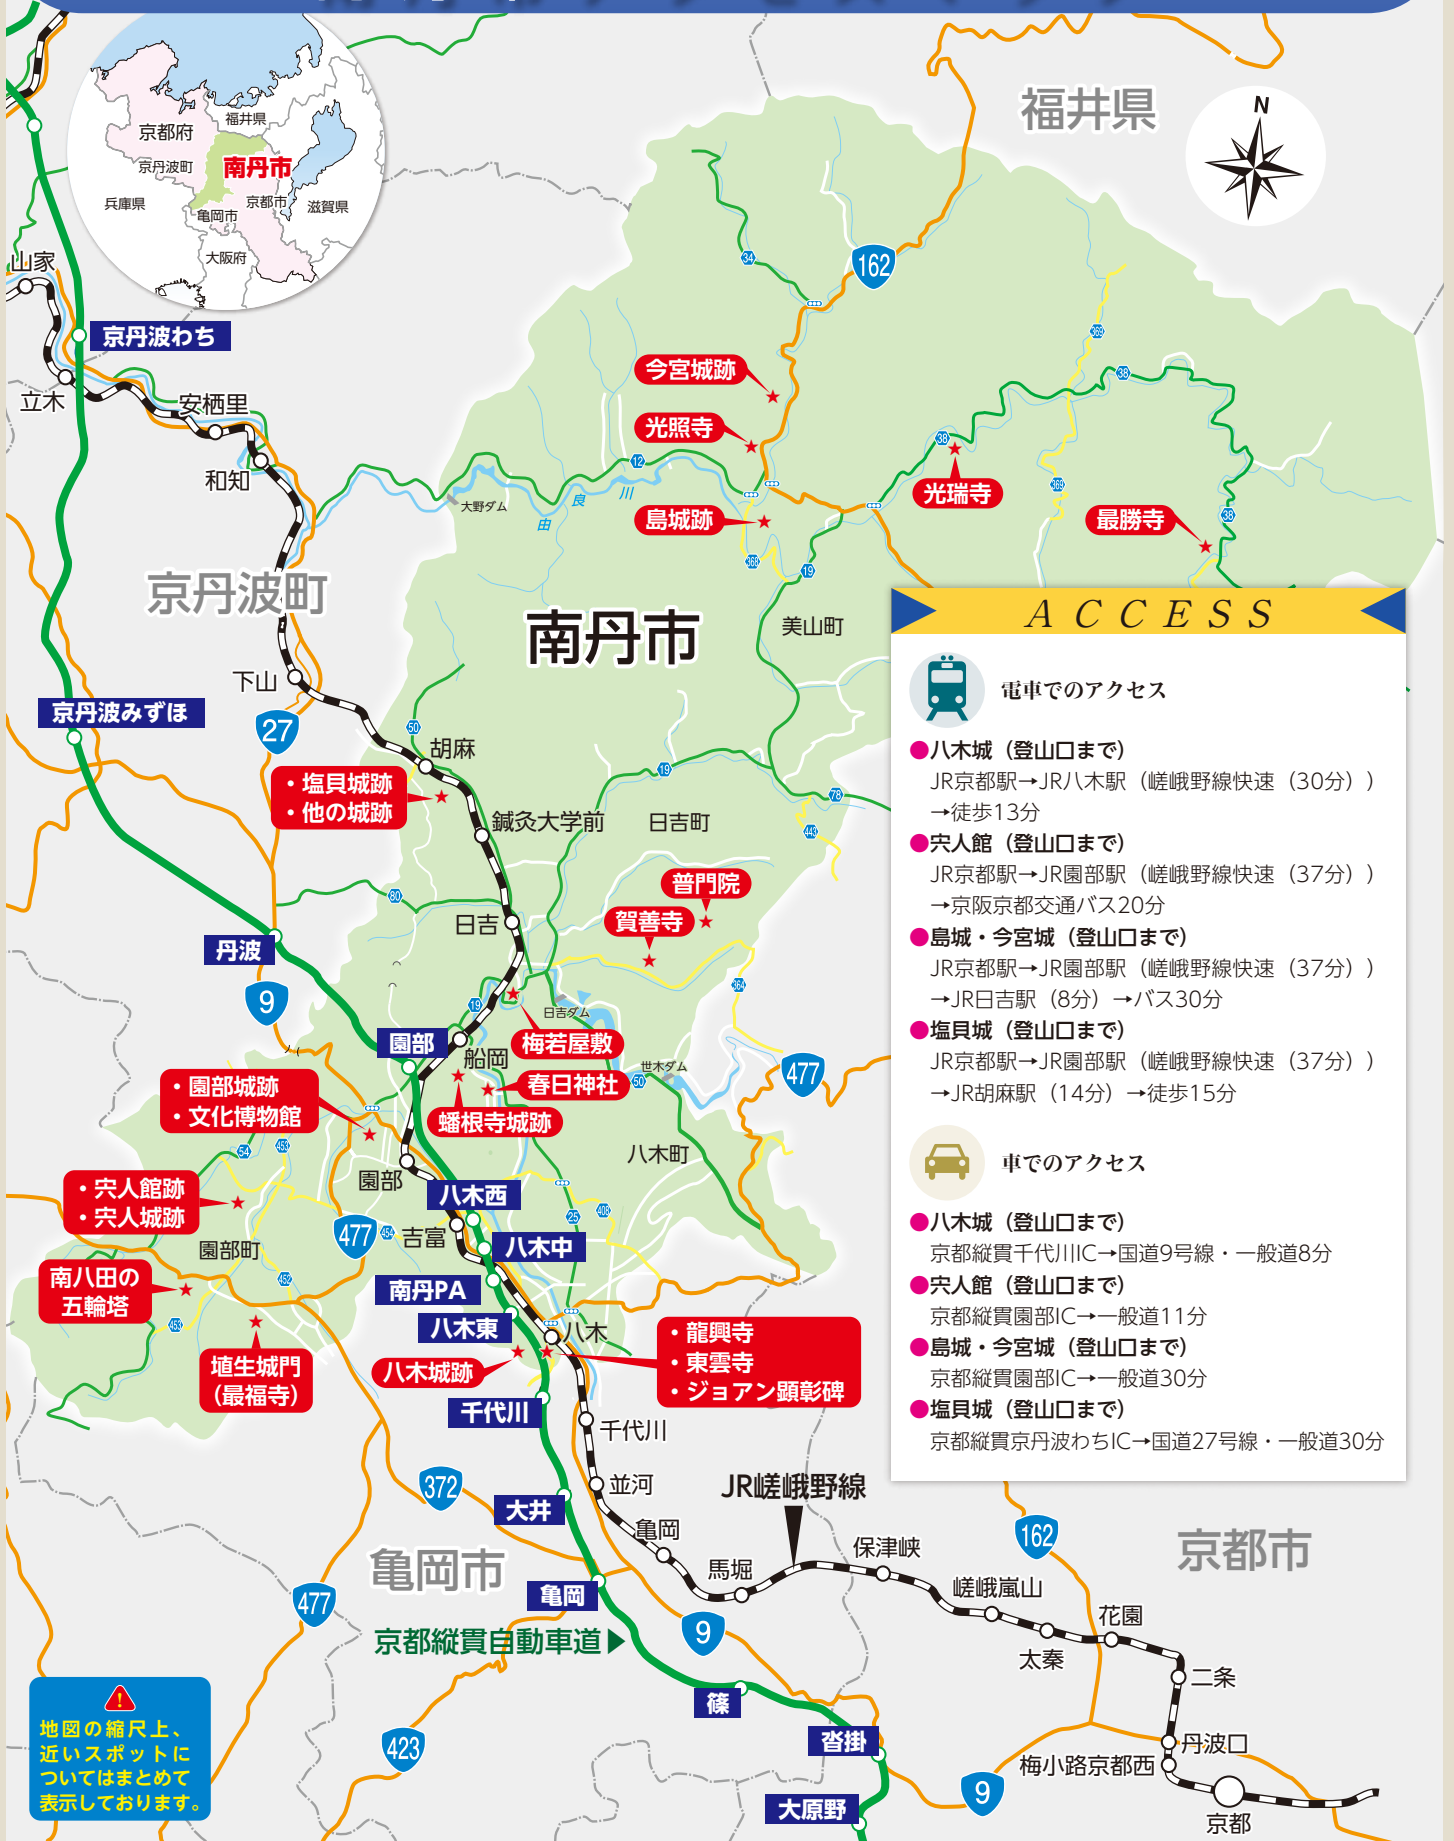 福井県
N
京都府
福井県
京丹波町
南丹市
兵庫県
亀岡市
京都市
滋賀県
大阪府
山家
京丹波わち
立木
安栖里
和知
34
162
369
38
今宮城跡
光照寺
12
38
大野ダム
由良川
島城跡
光瑞寺
369
最勝寺
38
368
19
京丹波町
南丹市
美山町
下山
京丹波みずほ
27
50
胡麻
・塩貝城跡
・他の城跡
19
78
443
鍼灸大学前
日吉町
80
普門院
賀善寺
日吉
丹波
9
364
19
日吉ダム
園部
船岡
梅若屋敷
世木ダム
477
春日神社
50
・園部城跡
・文化博物館
蟠根寺城跡
54
453
八木町
園部
・宍人館跡
・宍人城跡
八木西
25
408
477
454
吉富
園部町
八木中
南八田の
五輪塔
452
南丹PA
453
八木東
八木
埴生城門
(最福寺)
八木城跡
・龍興寺
・東雲寺
・ジョアン顕彰碑
千代川
千代川
372
並河
大井
JR嵯峨野線
亀岡
亀岡市
馬堀
保津峡
162
京都市
477
亀岡
嵯峨嵐山
花園
太秦
9
京都縦貫自動車道
二条
篠
沓掛
423
丹波口
梅小路京都西
9
大原野
京都
ACCESS
電車でのアクセス
●八木城（登山口まで）
JR京都駅→JR八木駅（嵯峨野線快速（30分））
→徒歩13分
●宍人館（登山口まで）
JR京都駅→JR園部駅（嵯峨野線快速（37分））
→京阪京都交通バス20分
●島城・今宮城（登山口まで）
JR京都駅→JR園部駅（嵯峨野線快速（37分））
→JR日吉駅（8分）→バス30分
●塩貝城（登山口まで）
JR京都駅→JR園部駅（嵯峨野線快速（37分））
→JR胡麻駅（14分）→徒歩15分
車でのアクセス
●八木城（登山口まで）
京都縦貫千代川IC→国道9号線・一般道8分
●宍人館（登山口まで）
京都縦貫園部IC→一般道11分
●島城・今宮城（登山口まで）
京都縦貫園部IC→一般道30分
●塩貝城（登山口まで）
京都縦貫京丹波わちIC→国道27号線・一般道30分
!
地図の縮尺上、
近いスポットに
ついてはまとめて
表示しております。